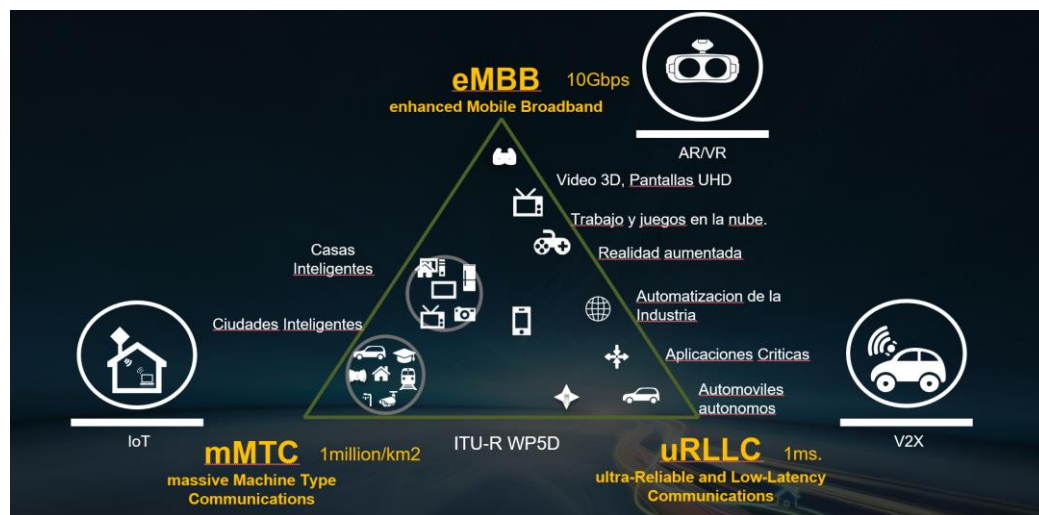 eMBB 10Gbps
enhanced Mobile Broadband
AR/VR
Video 3D, Pantallas UHD
Trabajo y juegos en la nube.
Realidad aumentada
Casas
Inteligentes
Automatizacion de la
Industria
Ciudades Inteligentes
Aplicaciones Criticas
Automoviles
autonomos
IoT
V2X
mMTC 1million/km2
massive Machine Type
Communications
ITU-R WP5D
uRLLC 1ms.
ultra-Reliable and Low-Latency
Communications